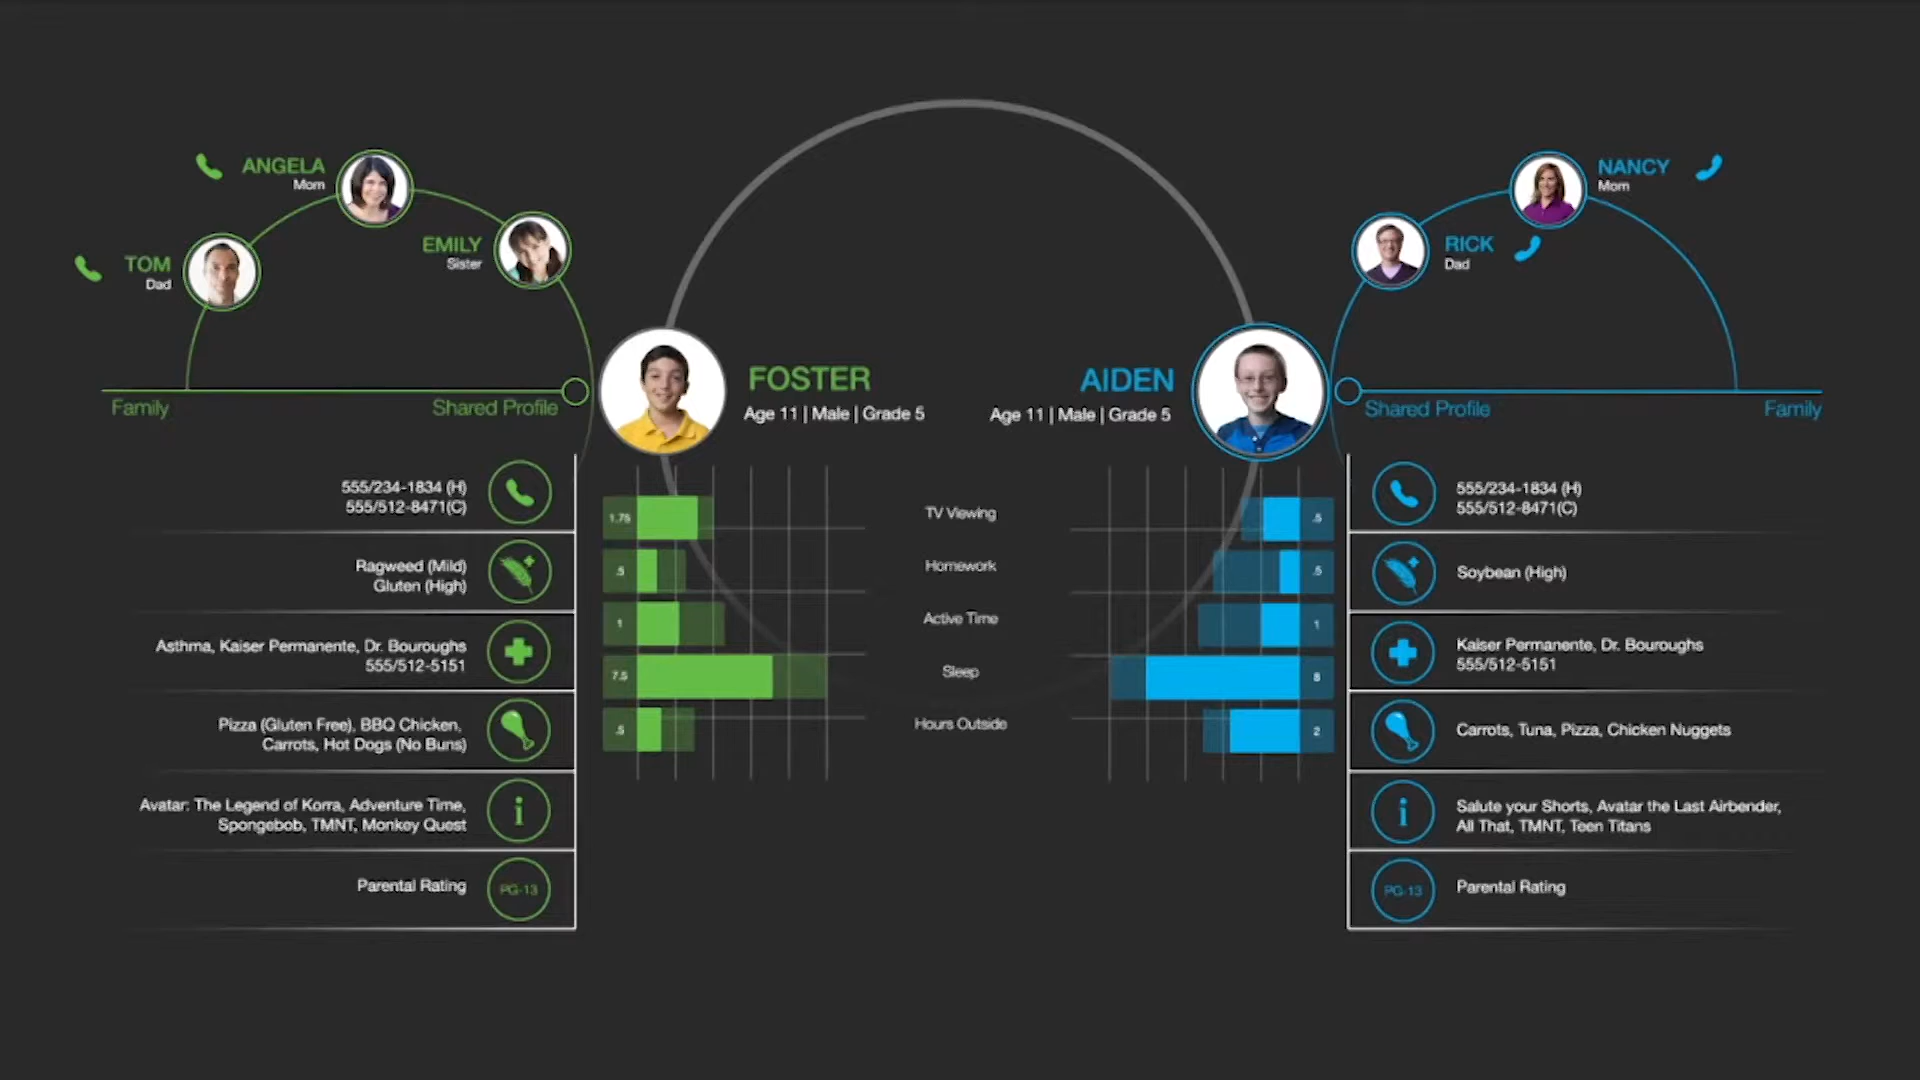 ANGELA
Mom
EMILY
Sister
TOM
Dad
NANCY
Mom
RICK
Dad
Family
Shared Profile
FOSTER
Age 11 | Male | Grade 5
AIDEN
Age 11 | Male | Grade 5
Shared Profile
Family
555/234-1834 (H)
555/512-8471(C)
Ragweed (Mild)
Gluten (High)
Asthma, Kaiser Permanente, Dr. Bouroughs
555/512-5151
Pizza (Gluten Free), BBQ Chicken,
Carrots, Hot Dogs (No Buns)
Avatar: The Legend of Korra, Adventure Time,
Spongebob, TMNT, Monkey Quest
Parental Rating
PG-13
1.75
TV Viewing
.5
.5
Homework
.5
1
Active Time
1
7.5
Sleep
8
.5
Hours Outside
2
555/234-1834 (H)
555/512-8471(C)
Soybean (High)
Kaiser Permanente, Dr. Bouroughs
555/512-5151
Carrots, Tuna, Pizza, Chicken Nuggets
Salute your Shorts, Avatar the Last Airbender,
All That, TMNT, Teen Titans
PG-13
Parental Rating